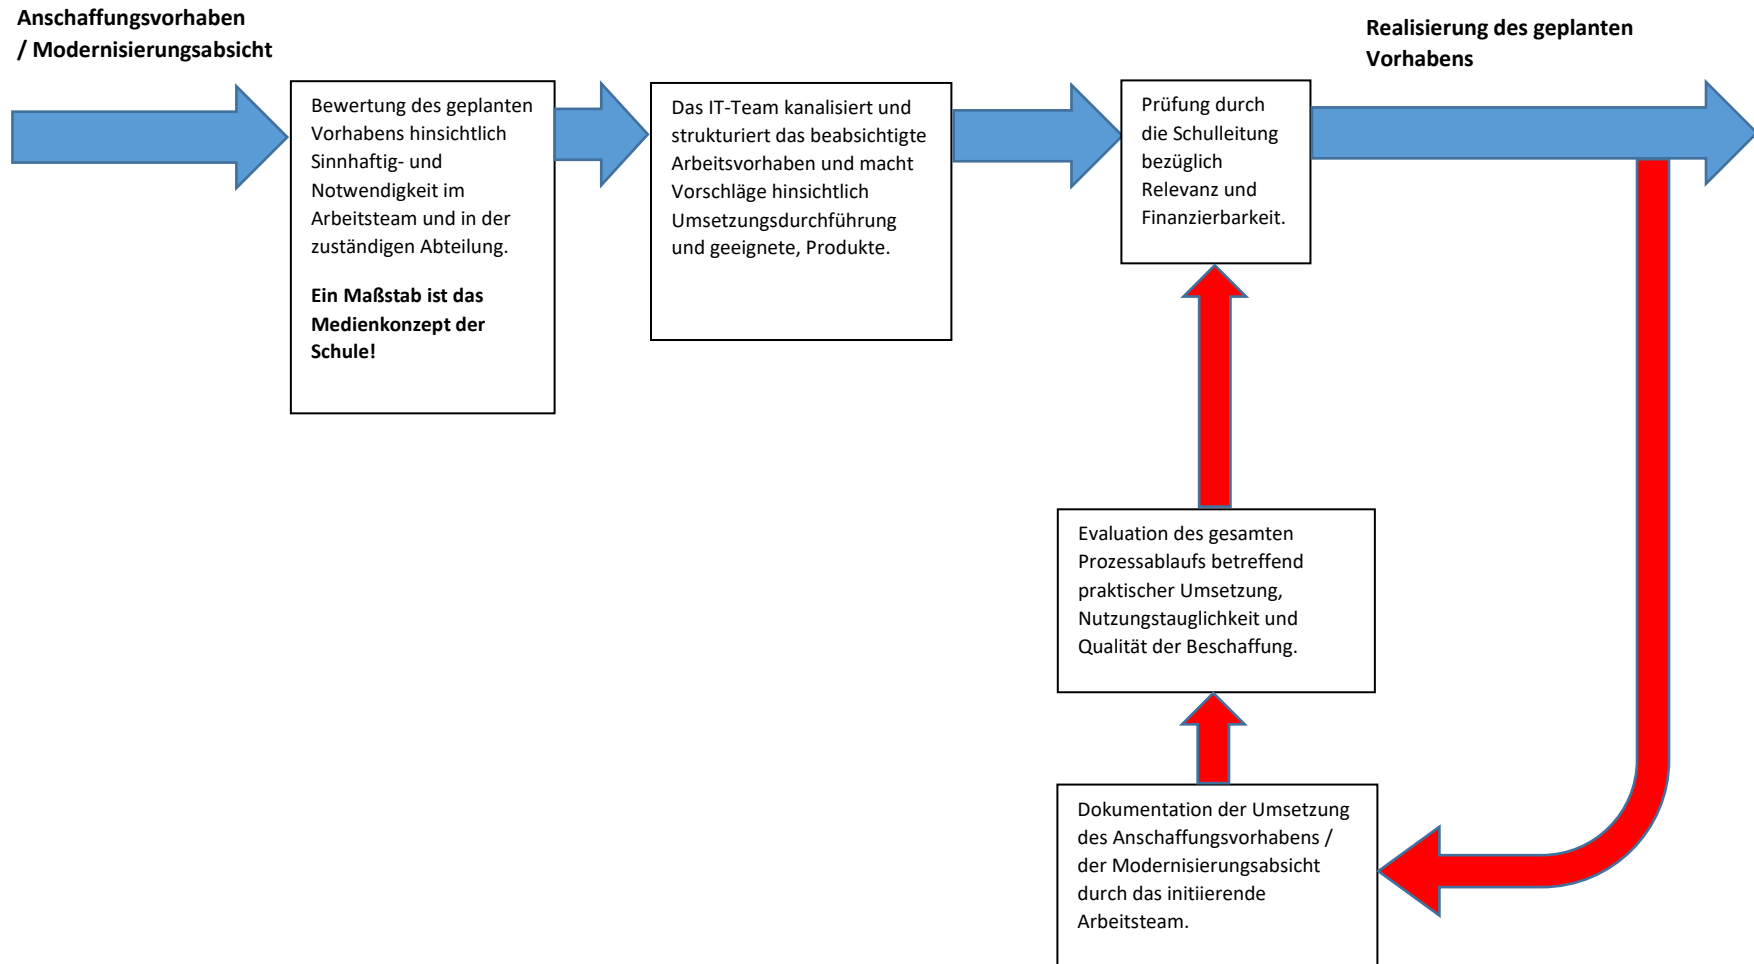 Anschaffungsvorhaben
/ Modernisierungsabsicht
Realisierung des geplanten
Vorhabens
Bewertung des geplanten
Vorhabens hinsichtlich
Sinnhaftig- und
Notwendigkeit im
Arbeitsteam und in der
zuständigen Abteilung.
Ein Maßstab ist das
Medienkonzept der
Schule!
Das IT-Team kanalisiert und
strukturiert das beabsichtigte
Arbeitsvorhaben und macht
Vorschläge hinsichtlich
Umsetzungsdurchführung
und geeignete, Produkte.
Prüfung durch
die Schulleitung
bezüglich
Relevanz und
Finanzierbarkeit.
Evaluation des gesamten
Prozessablaufs betreffend
praktischer Umsetzung,
Nutzungstauglichkeit und
Qualität der Beschaffung.
Dokumentation der Umsetzung
des Anschaffungsvorhabens /
der Modernisierungsabsicht
durch das initiierende
Arbeitsteam.